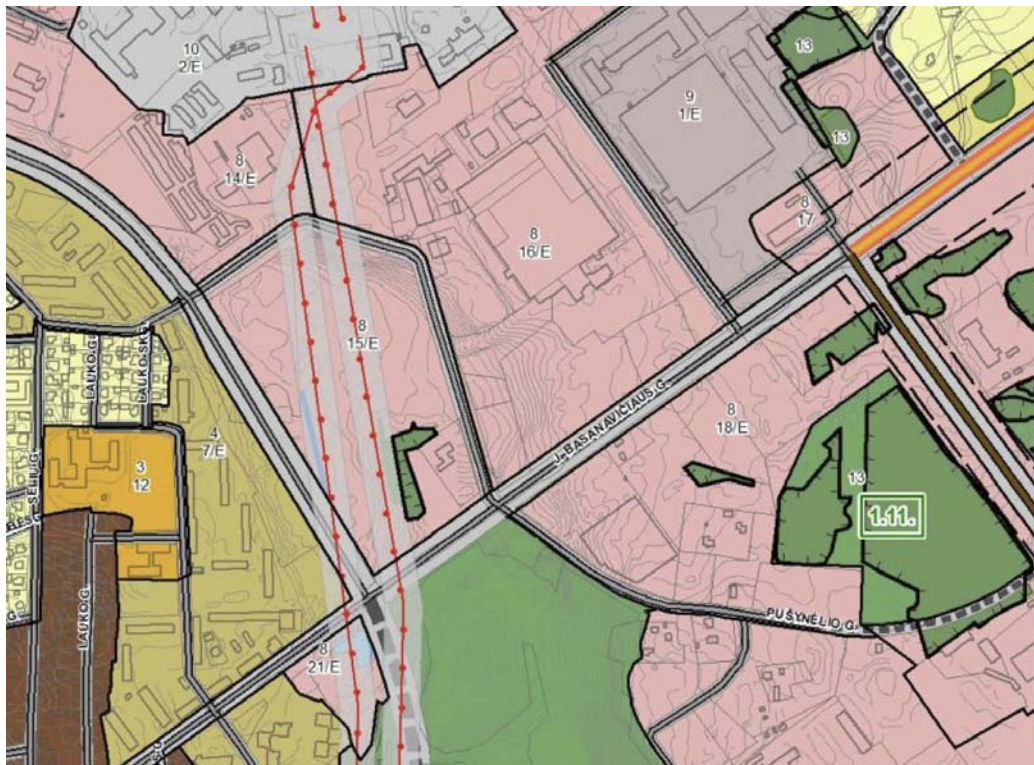 10
2/E
13
9
1/E
13
8
14/E
8
17
8
16/E
8
15/E
LAUKO G.
LAUKO SKG.
J. BASANAVIČIAUS G.
8
18/E
4
7/E
3
12
13
1.11.
LAUKO G.
PUŠYNĖLIO G.
8
21/E